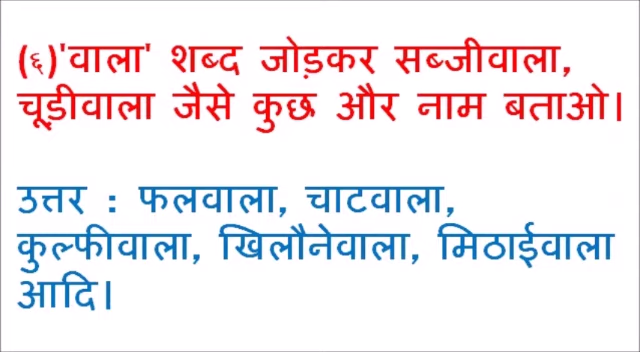 (६)'वाला' शब्द जोड़कर सब्जीवाला,
चूड़ीवाला जैसे कुछ और नाम बताओ।
उत्तर : फलवाला, चाटवाला,
कुल्फीवाला, खिलौनेवाला, मिठाईवाला
आदि।